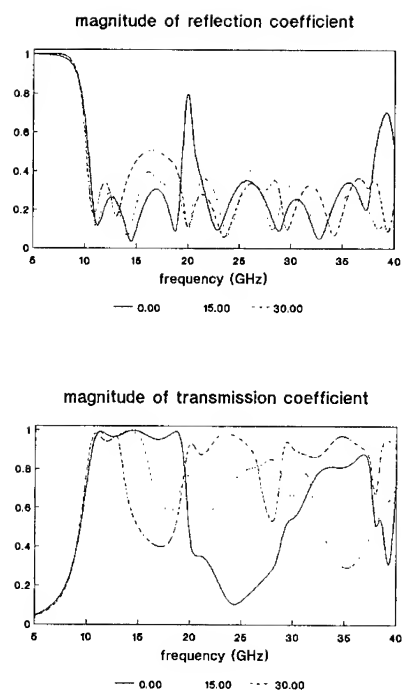 magnitude of reflection coefficient
1
0.8
0.6
0.4
0.2
0
5 10 15 20 25 30 35 40
frequency (GHz)
0.00 15.00 30.00
magnitude of transmission coefficient
1
0.8
0.6
0.4
0.2
0
5 10 15 20 25 30 35 40
frequency (GHz)
0.00 15.00 30.00